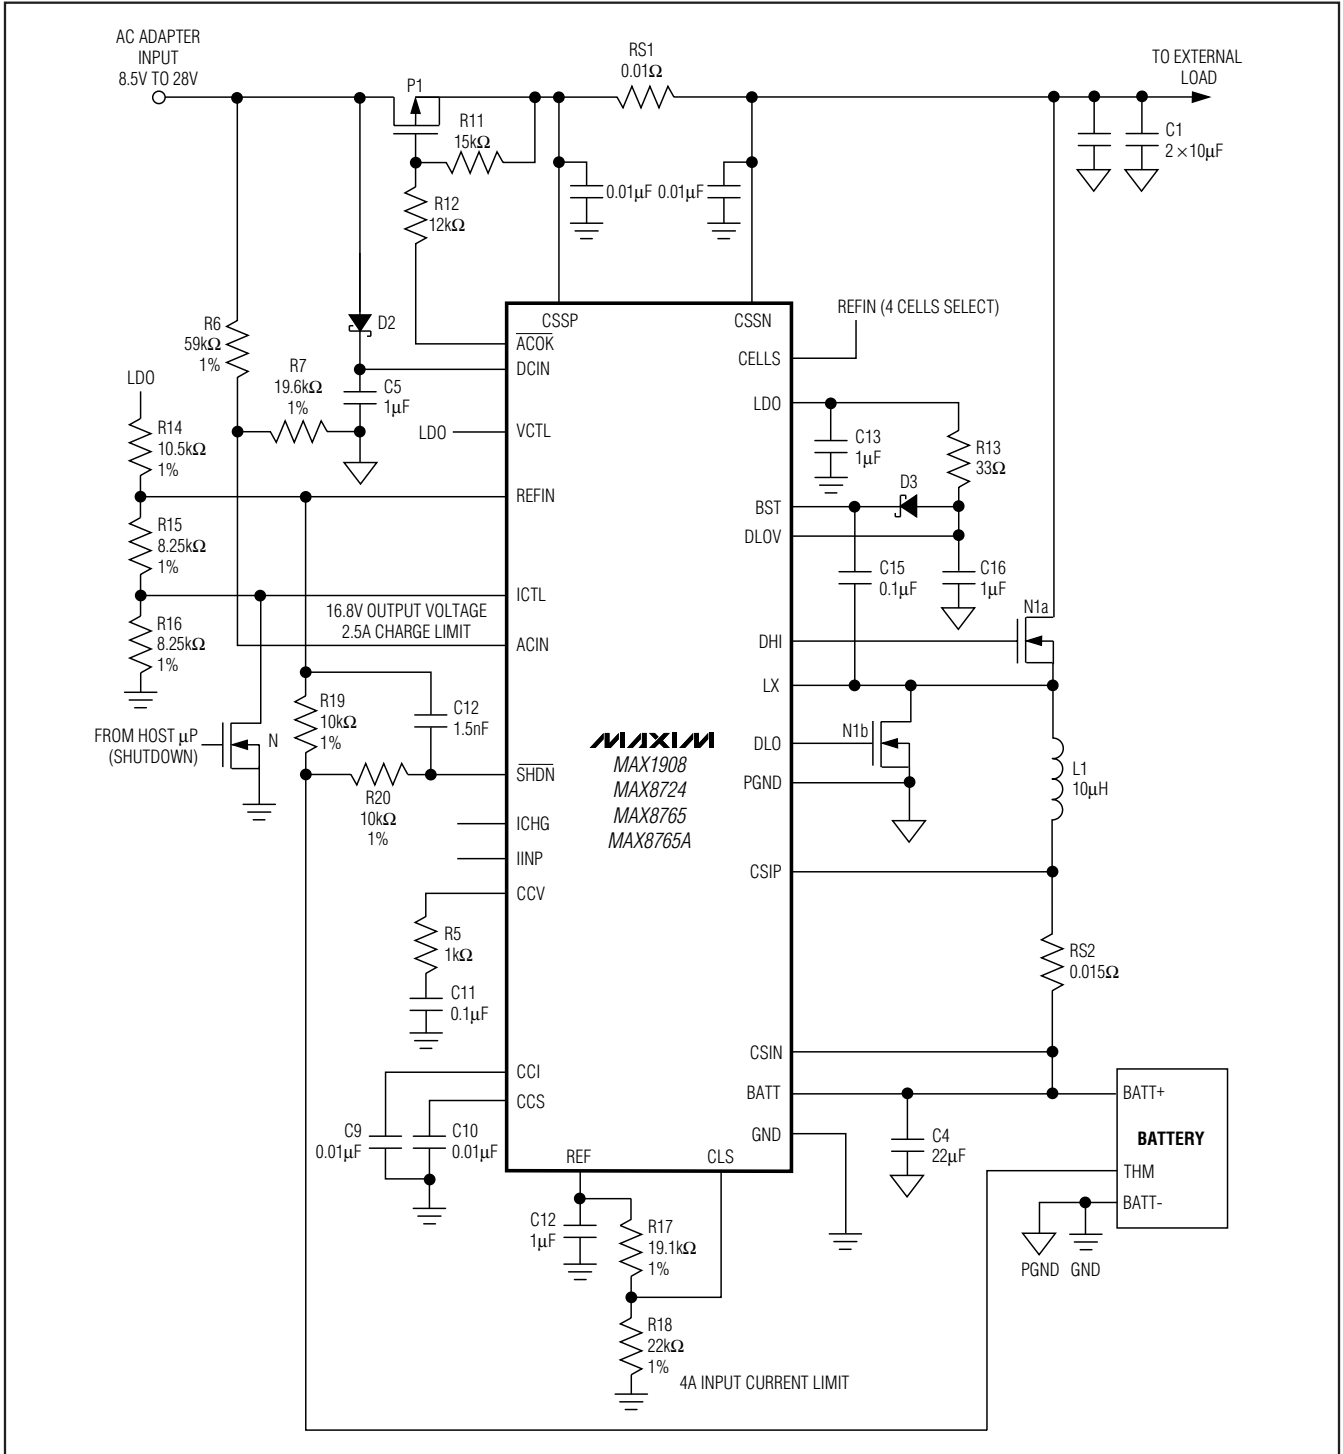 AC ADAPTER
INPUT
8.5V TO 28V
P1
RS1
0.01Ω
TO EXTERNAL
LOAD
R11
15kΩ
C1
2 × 10µF
R12
12kΩ
0.01µF
0.01µF
R6
59kΩ
1%
D2
CSSP
CSSN
REFIN (4 CELLS SELECT)
ACOK
DCIN
CELLS
LDO
R7
19.6kΩ
1%
C5
1µF
LDO
VCTL
LDO
R14
10.5kΩ
1%
C13
1µF
R13
33Ω
D3
REFIN
BST
DLOV
R15
8.25kΩ
1%
C15
0.1µF
C16
1µF
ICTL
16.8V OUTPUT VOLTAGE
2.5A CHARGE LIMIT
R16
8.25kΩ
1%
ACIN
N1a
DHI
LX
R19
10kΩ
1%
C12
1.5nF
FROM HOST µP
(SHUTDOWN)
N
MAXIM
MAX1908
MAX8724
MAX8765
MAX8765A
N1b
DLO
PGND
L1
10µH
SHDN
R20
10kΩ
1%
ICHG
IINP
CCV
CSIP
R5
1kΩ
C11
0.1µF
RS2
0.015Ω
CSIN
CCI
CCS
BATT
GND
BATT+
BATTERY
THM
BATT-
C9
0.01µF
C10
0.01µF
C4
22µF
REF
CLS
C12
1µF
R17
19.1kΩ
1%
PGND
GND
R18
22kΩ
1%
4A INPUT CURRENT LIMIT